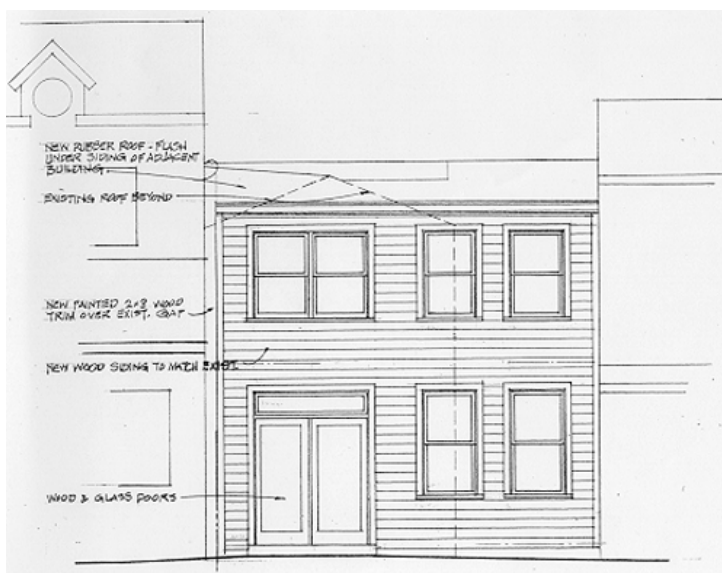 NEW RUBBER ROOF - FLASH
UNDER SIDING OF ADJACENT
BUILDING
EXISTING ROOF BEYOND
NEW PAINTED 2x8 WOOD
TRIM OVER EXIST. GAP
NEW WOOD SIDING TO MATCH EXIST.
WOOD & GLASS DOORS